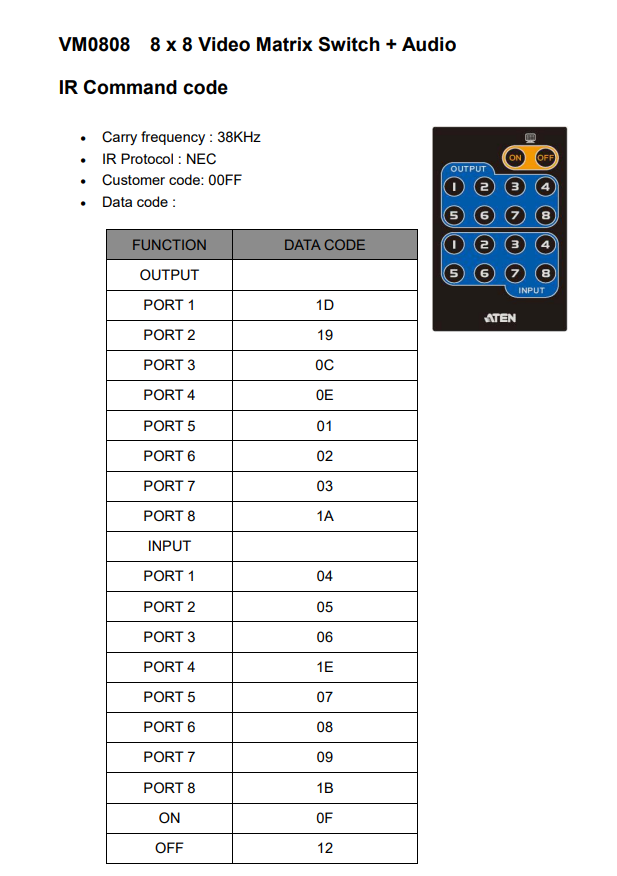 VM0808 8 x 8 Video Matrix Switch + Audio
IR Command code
• Carry frequency : 38KHz
• IR Protocol : NEC
• Customer code: 00FF
• Data code :
FUNCTION DATA CODE
OUTPUT
PORT 1 1D
PORT 2 19
PORT 3 0C
PORT 4 0E
PORT 5 01
PORT 6 02
PORT 7 03
PORT 8 1A
INPUT
PORT 1 04
PORT 2 05
PORT 3 06
PORT 4 1E
PORT 5 07
PORT 6 08
PORT 7 09
PORT 8 1B
ON 0F
OFF 12
ON OFF
OUTPUT
1 2 3 4
5 6 7 8
1 2 3 4
5 6 7 8
INPUT
ATEN